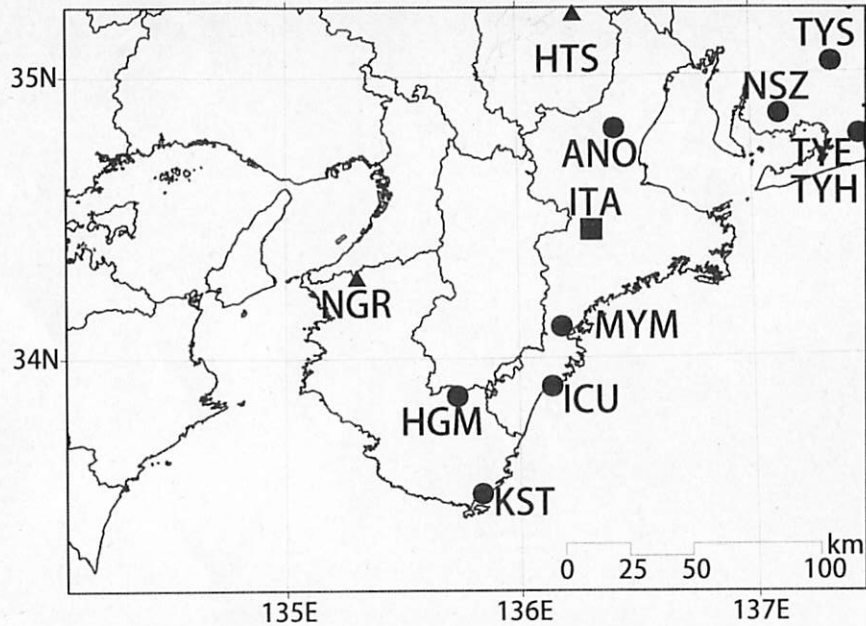 HTS
TYS
35N
NSZ
ANO
TYE
TYH
ITA
NGR
MYM
34N
ICU
HGM
KST
km
0 25 50 100
135E 136E 137E